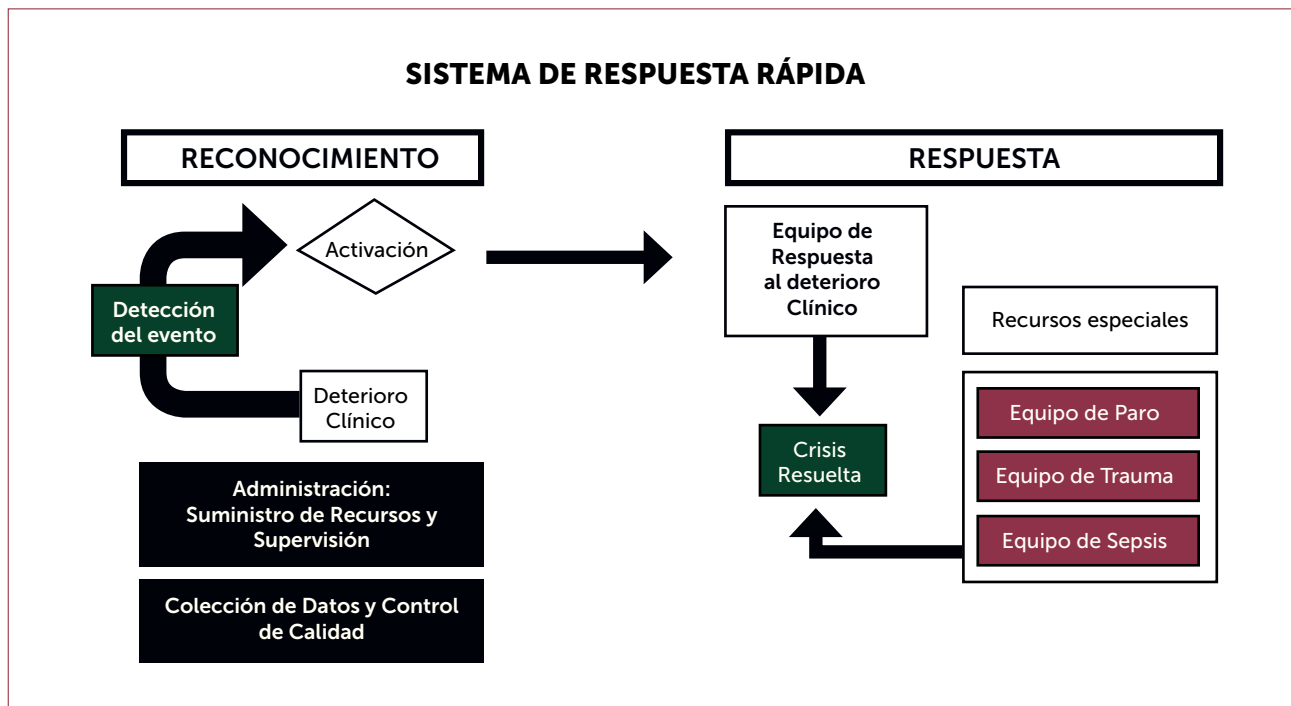 SISTEMA DE RESPUESTA RÁPIDA
RECONOCIMIENTO
Activación
Detección
del evento
Deterioro
Clínico
Administración:
Suministro de Recursos y
Supervisión
Colección de Datos y Control
de Calidad
RESPUESTA
Equipo de
Respuesta
al deterioro
Clínico
Recursos especiales
Equipo de Paro
Equipo de Trauma
Equipo de Sepsis
Crisis
Resuelta